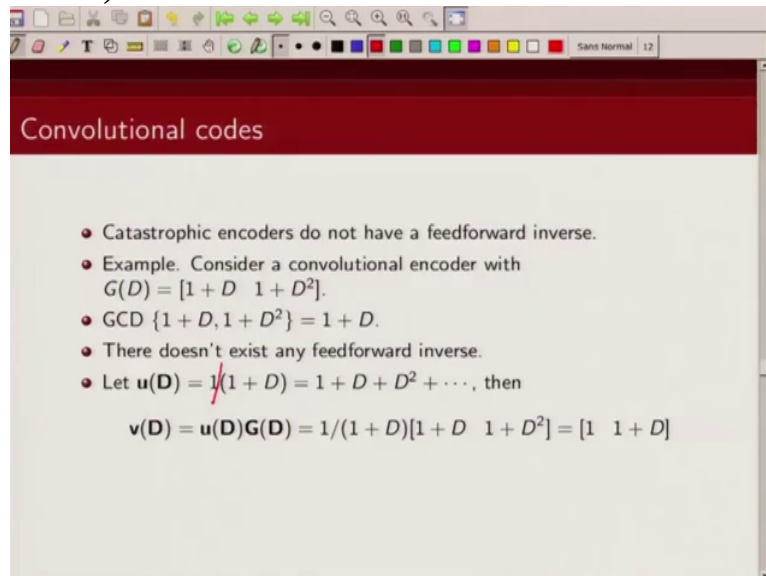 Sans Normal 12
Convolutional codes
• Catastrophic encoders do not have a feedforward inverse.
• Example. Consider a convolutional encoder with
G(D) = [1 + D 1 + D²].
• GCD {1 + D, 1 + D²} = 1 + D.
• There doesn't exist any feedforward inverse.
• Let u(D) = 1/(1 + D) = 1 + D + D² + ⋯, then
v(D) = u(D)G(D) = 1/(1 + D)[1 + D 1 + D²] = [1 1 + D]